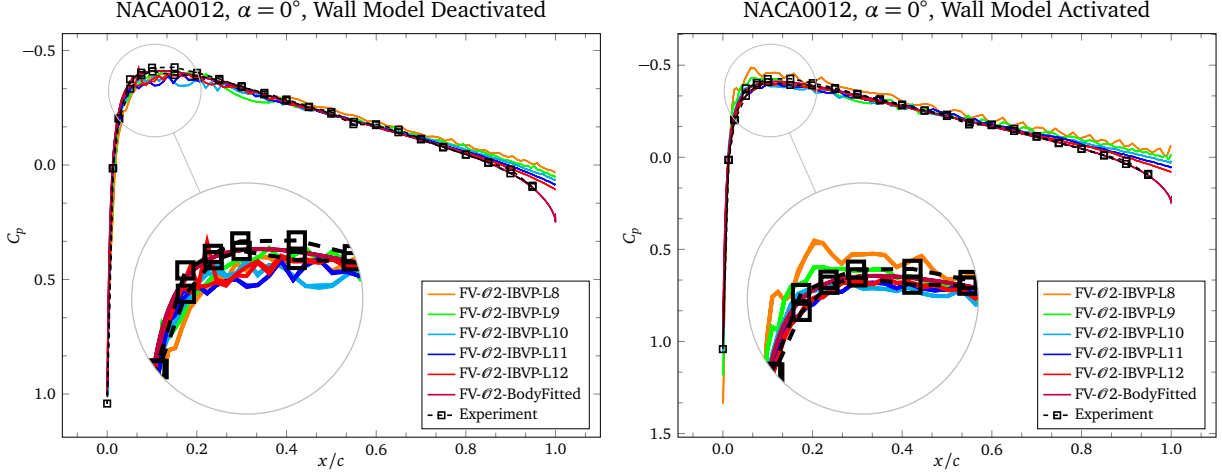 NACA0012, α = 0°, Wall Model Deactivated
−0.5
0.0
0.5
1.0
C_p
0.0 0.2 0.4 0.6 0.8 1.0
x/c
FV-𝒪2-IBVP-L8
FV-𝒪2-IBVP-L9
FV-𝒪2-IBVP-L10
FV-𝒪2-IBVP-L11
FV-𝒪2-IBVP-L12
FV-𝒪2-BodyFitted
Experiment
NACA0012, α = 0°, Wall Model Activated
−0.5
0.0
0.5
1.0
1.5
C_p
0.0 0.2 0.4 0.6 0.8 1.0
x/c
FV-𝒪2-IBVP-L8
FV-𝒪2-IBVP-L9
FV-𝒪2-IBVP-L10
FV-𝒪2-IBVP-L11
FV-𝒪2-IBVP-L12
FV-𝒪2-BodyFitted
Experiment